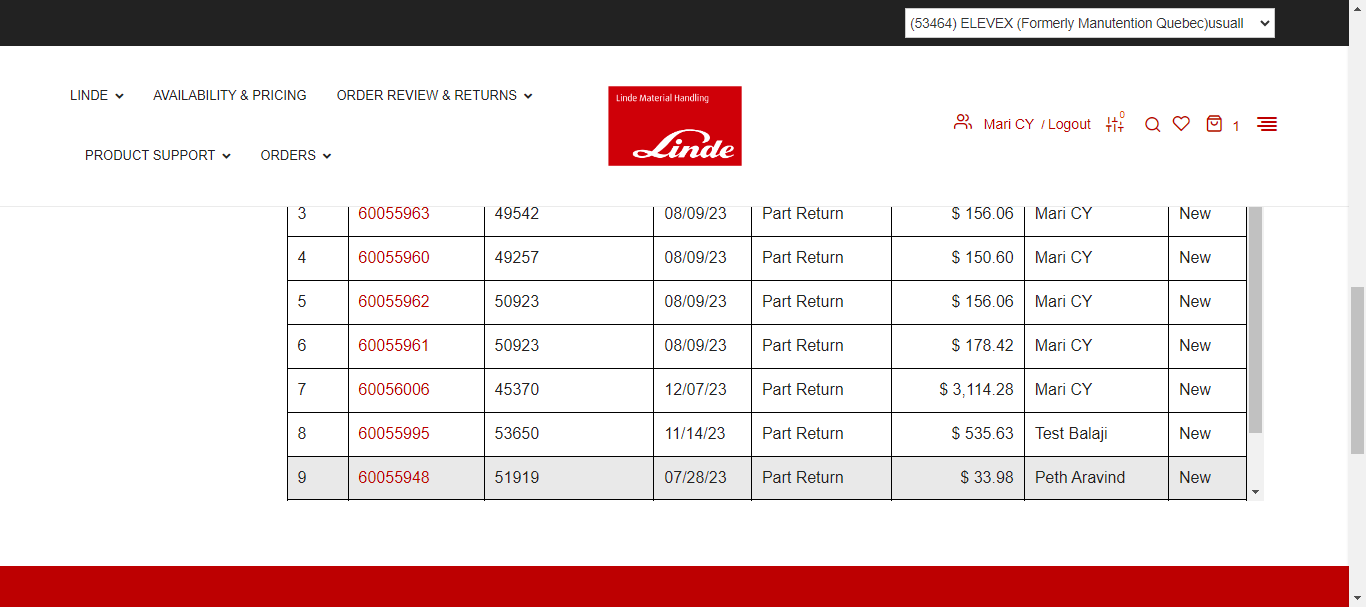 (53464) ELEVEX (Formerly Manutention Quebec)usuall
LINDE AVAILABILITY & PRICING ORDER REVIEW & RETURNS
PRODUCT SUPPORT ORDERS
Linde Material Handling
Linde
Mari CY / Logout 0 1
3 60055963 49542 08/09/23 Part Return $ 156.06 Mari CY New
4 60055960 49257 08/09/23 Part Return $ 150.60 Mari CY New
5 60055962 50923 08/09/23 Part Return $ 156.06 Mari CY New
6 60055961 50923 08/09/23 Part Return $ 178.42 Mari CY New
7 60056006 45370 12/07/23 Part Return $ 3,114.28 Mari CY New
8 60055995 53650 11/14/23 Part Return $ 535.63 Test Balaji New
9 60055948 51919 07/28/23 Part Return $ 33.98 Peth Aravind New